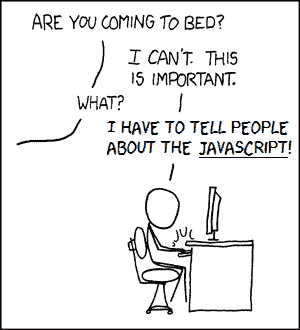 ARE YOU COMING TO BED?
I CAN'T. THIS
IS IMPORTANT.
WHAT?
I HAVE TO TELL PEOPLE
ABOUT THE JAVASCRIPT!